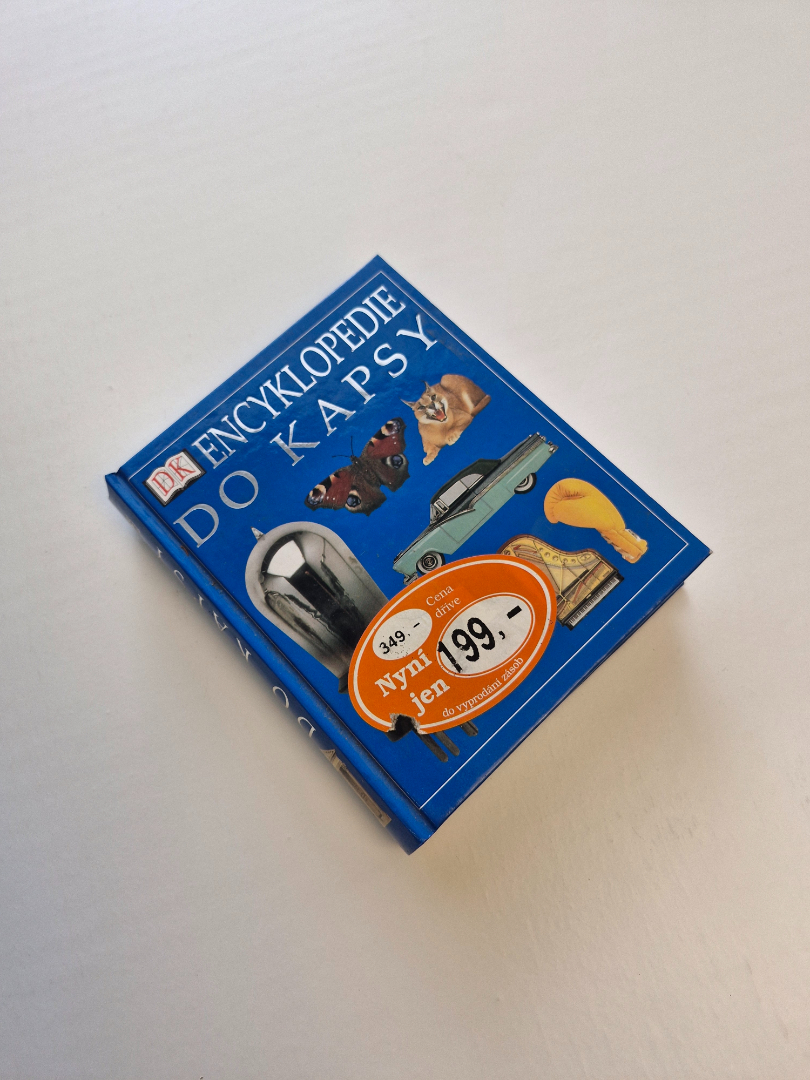 DK
ENCYKLOPEDIE
DO KAPSY
Cena
dříve
349,-
Nyní
jen
199,-
do vyprodání zásob